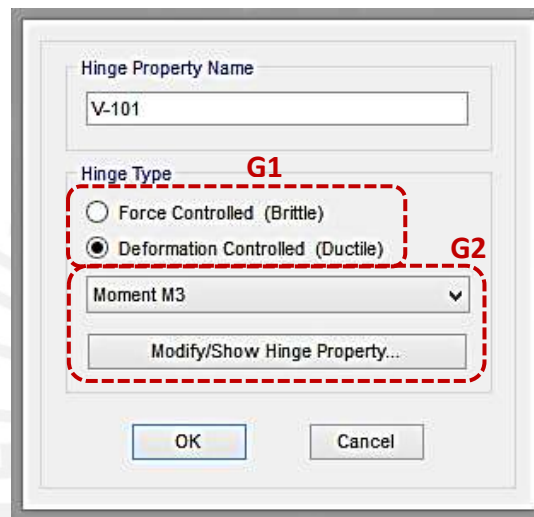 Hinge Property Name
V-101
Hinge Type
G1
Force Controlled (Brittle)
Deformation Controlled (Ductile)
G2
Moment M3
Modify/Show Hinge Property...
OK
Cancel